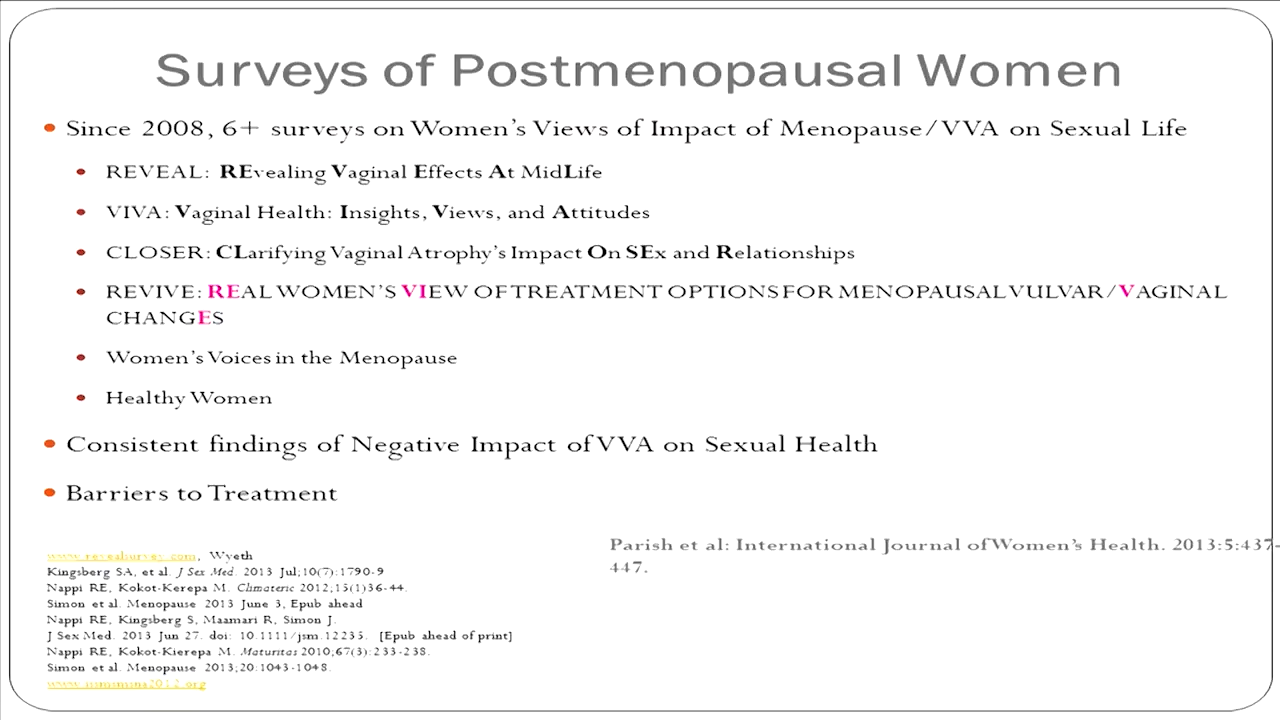 Surveys of Postmenopausal Women
• Since 2008, 6+ surveys on Women's Views of Impact of Menopause/VVA on Sexual Life
• REVEAL: REvealing Vaginal Effects At MidLife
• VIVA: Vaginal Health: Insights, Views, and Attitudes
• CLOSER: CLarifying Vaginal Atrophy's Impact On SEx and Relationships
• REVIVE: REAL WOMEN'S VIEW OF TREATMENT OPTIONS FOR MENOPAUSAL VULVAR/VAGINAL
CHANGES
• Women's Voices in the Menopause
• Healthy Women
• Consistent findings of Negative Impact of VVA on Sexual Health
• Barriers to Treatment
www.revealsurvey.com, Wyeth
Kingsberg SA, et al. J Sex Med. 2013 Jul;10(7):1790-9
Nappi RE, Kokot-Kerepa M. Climateric 2012;15(1)36-44.
Simon et al. Menopause 2013 June 3, Epub ahead
Nappi RE, Kingsberg S, Maamari R, Simon J.
J Sex Med. 2013 Jun 27. doi: 10.1111/jsm.12235. [Epub ahead of print]
Nappi RE, Kokot-Kierepa M. Maturitas 2010;67(3):233-238.
Simon et al. Menopause 2013;20:1043-1048.
Parish et al: International Journal of Women's Health. 2013:5:437-
447.